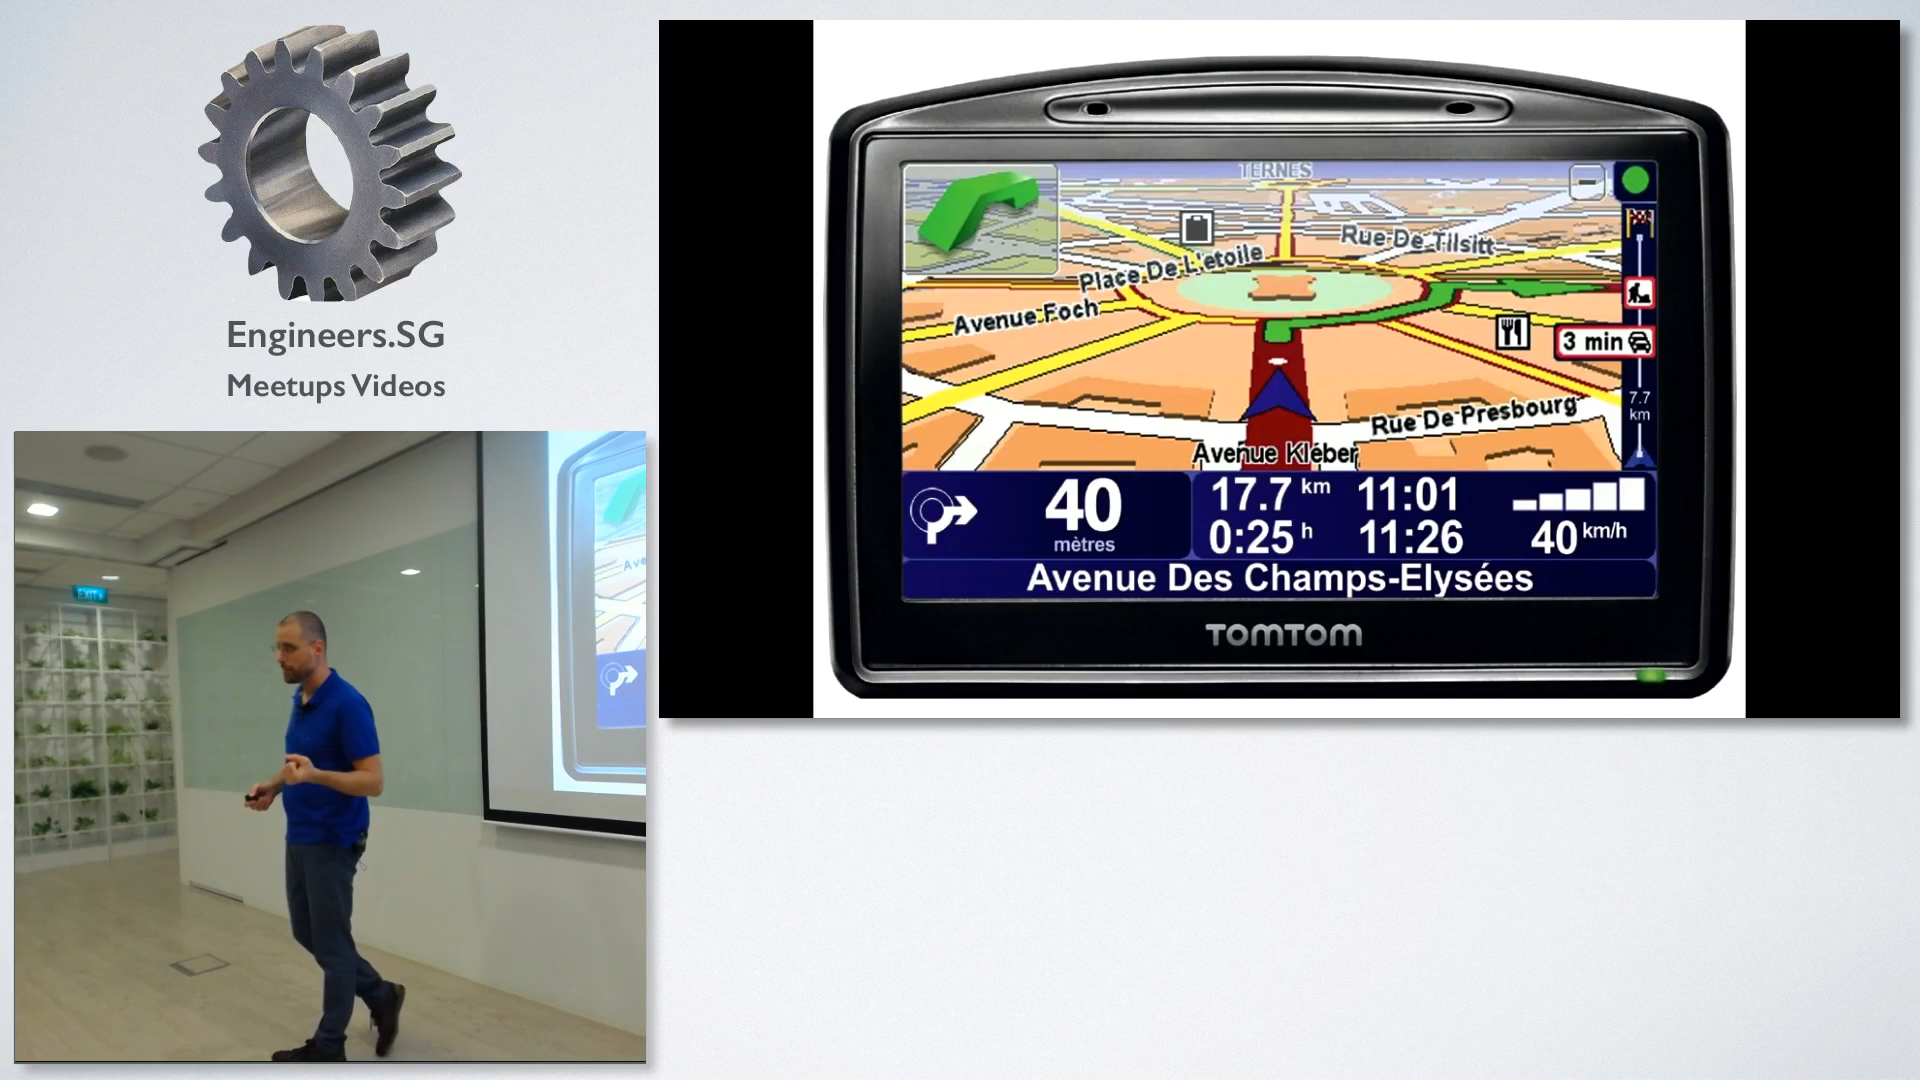 Engineers.SG
Meetups Videos
EXIT
TERNES
Rue De Tilsitt
Place De L'etoile
Avenue Foch
3 min
7.7
km
Rue De Presbourg
Avenue Kléber
40
mètres
17.7 km 11:01
0:25 h 11:26
40 km/h
Avenue Des Champs-Elysées
TOMTOM
Ave